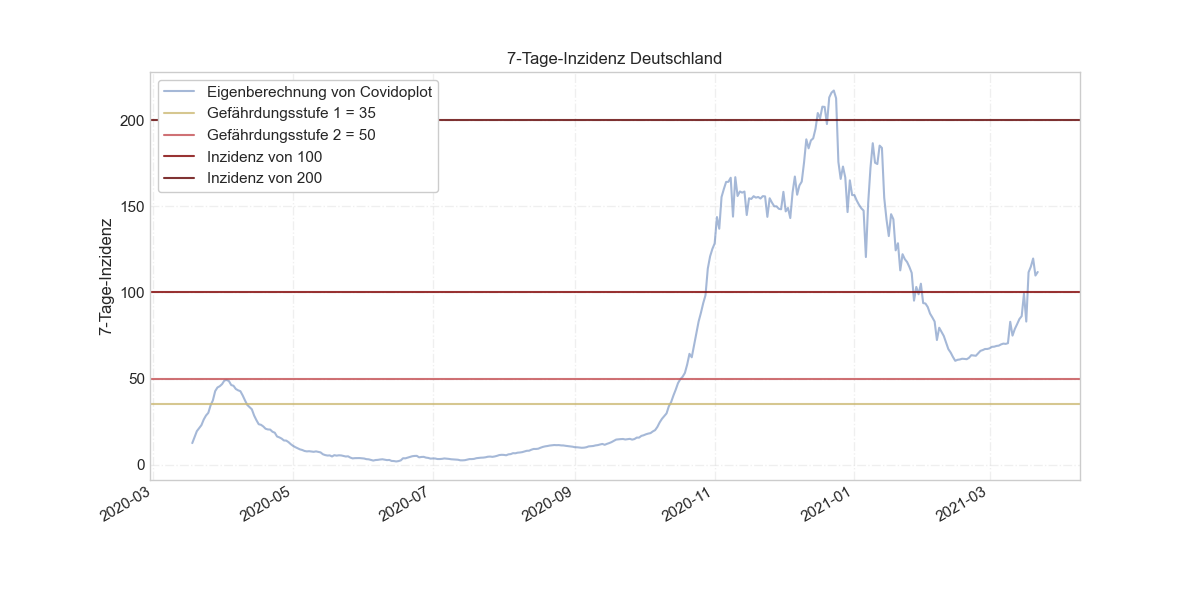 7-Tage-Inzidenz Deutschland
Eigenberechnung von Covidoplot
Gefährdungsstufe 1 = 35
Gefährdungsstufe 2 = 50
Inzidenz von 100
Inzidenz von 200
7-Tage-Inzidenz
200
150
100
50
0
2020-03
2020-05
2020-07
2020-09
2020-11
2021-01
2021-03